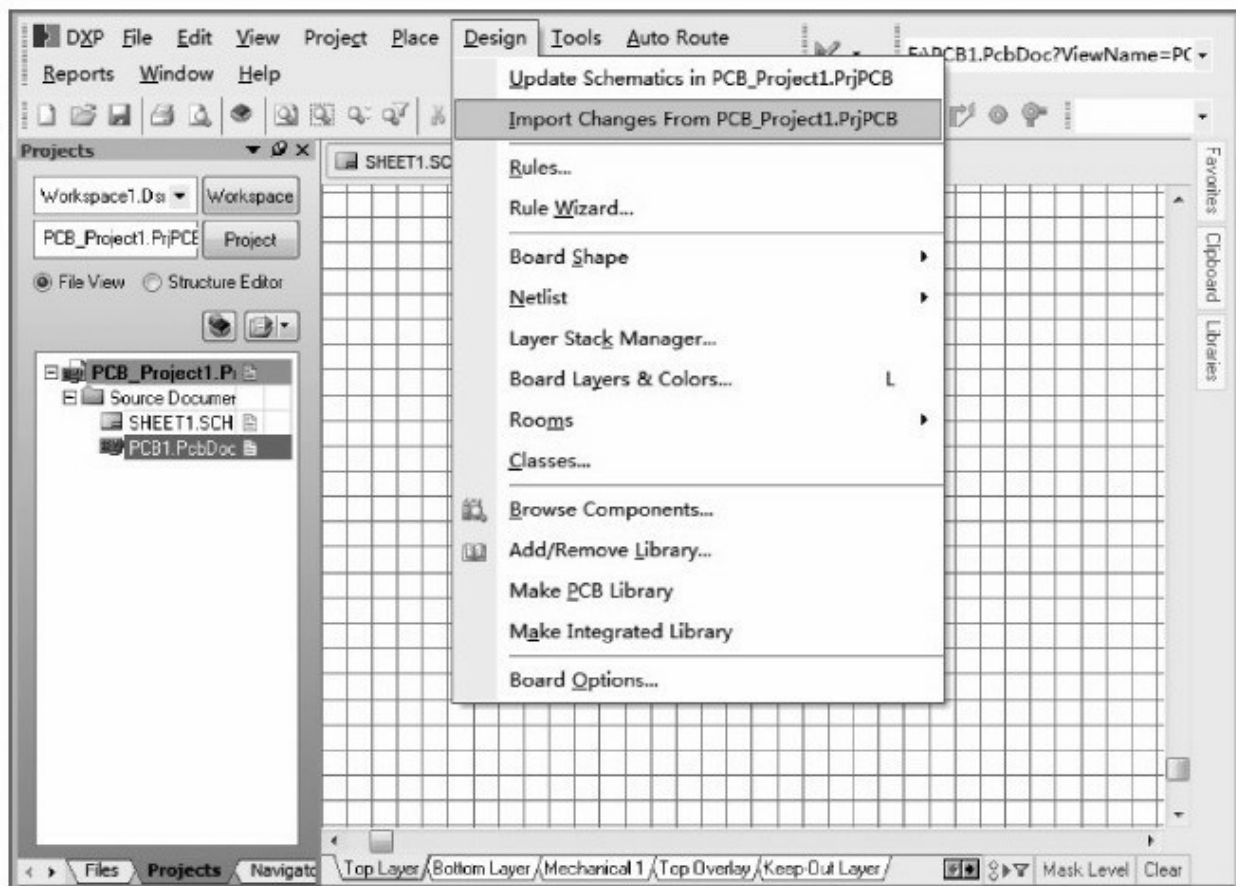 DXP File Edit View Project Place Design Tools Auto Route
PCB1.PcbDoc?ViewName=PC
Reports Window Help
Update Schematics in PCB_Project1.PrjPCB
Import Changes From PCB_Project1.PrjPCB
Projects
SHEET1.SC
Rules...
Workspace1.Ds Workspace
Rule Wizard...
PCB_Project1.PrjPCB Project
Board Shape
File View Structure Editor
Netlist
Layer Stack Manager...
PCB_Project1.P
Board Layers & Colors... L
Source Documer
SHEET1.SCH
Rooms
PCB1.PcbDoc
Classes...
Browse Components...
Add/Remove Library...
Make PCB Library
Make Integrated Library
Board Options...
Favorites
Clipboard
Libraries
Files Projects Navigato
Top Layer Bottom Layer Mechanical 1 Top Overlay Keep-Out Layer
Mask Level Clear